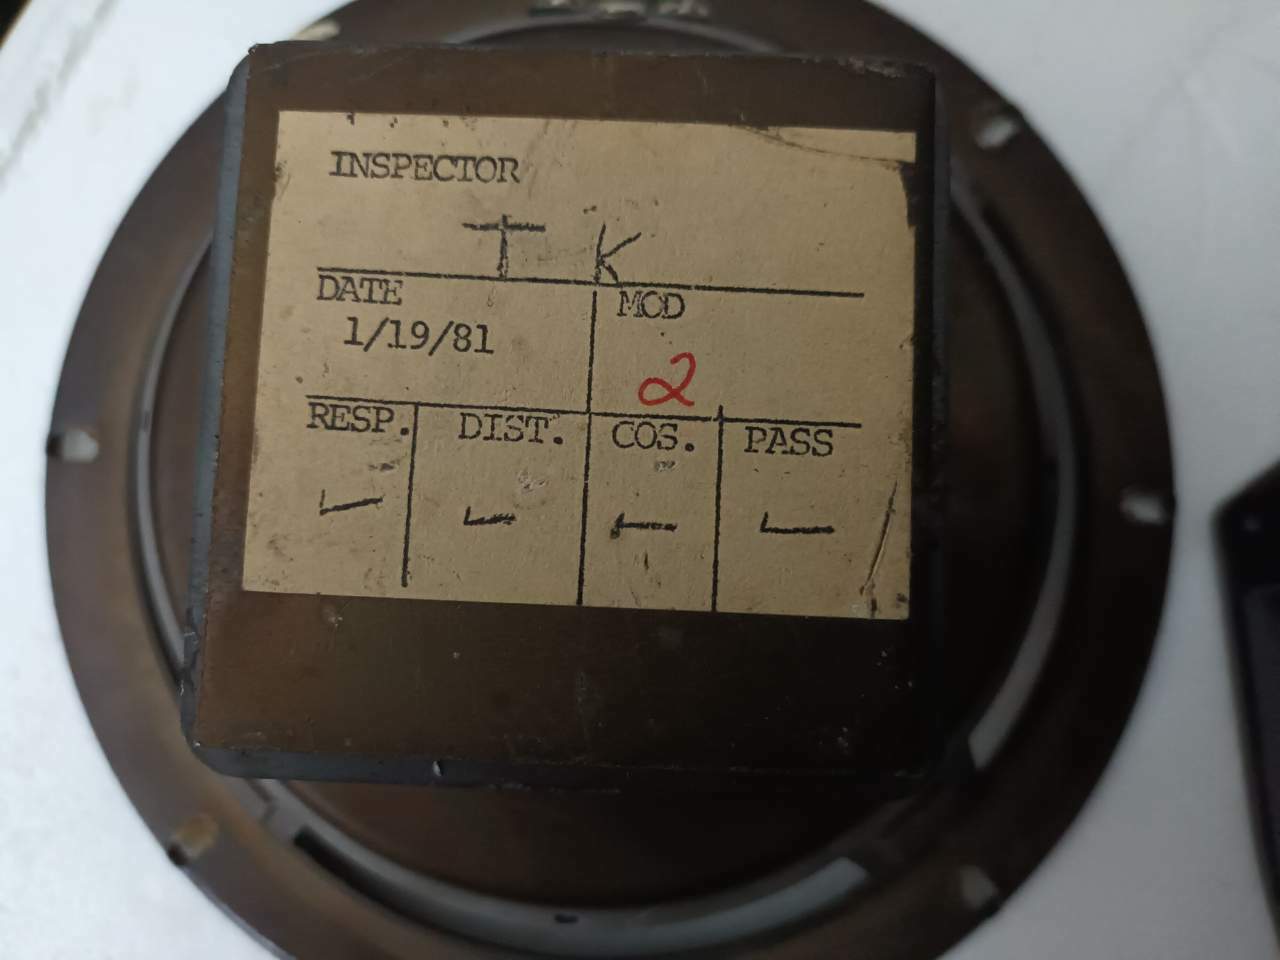 INSPECTOR
T K
DATE MOD
1/19/81
2
RESP. DIST. COS. PASS